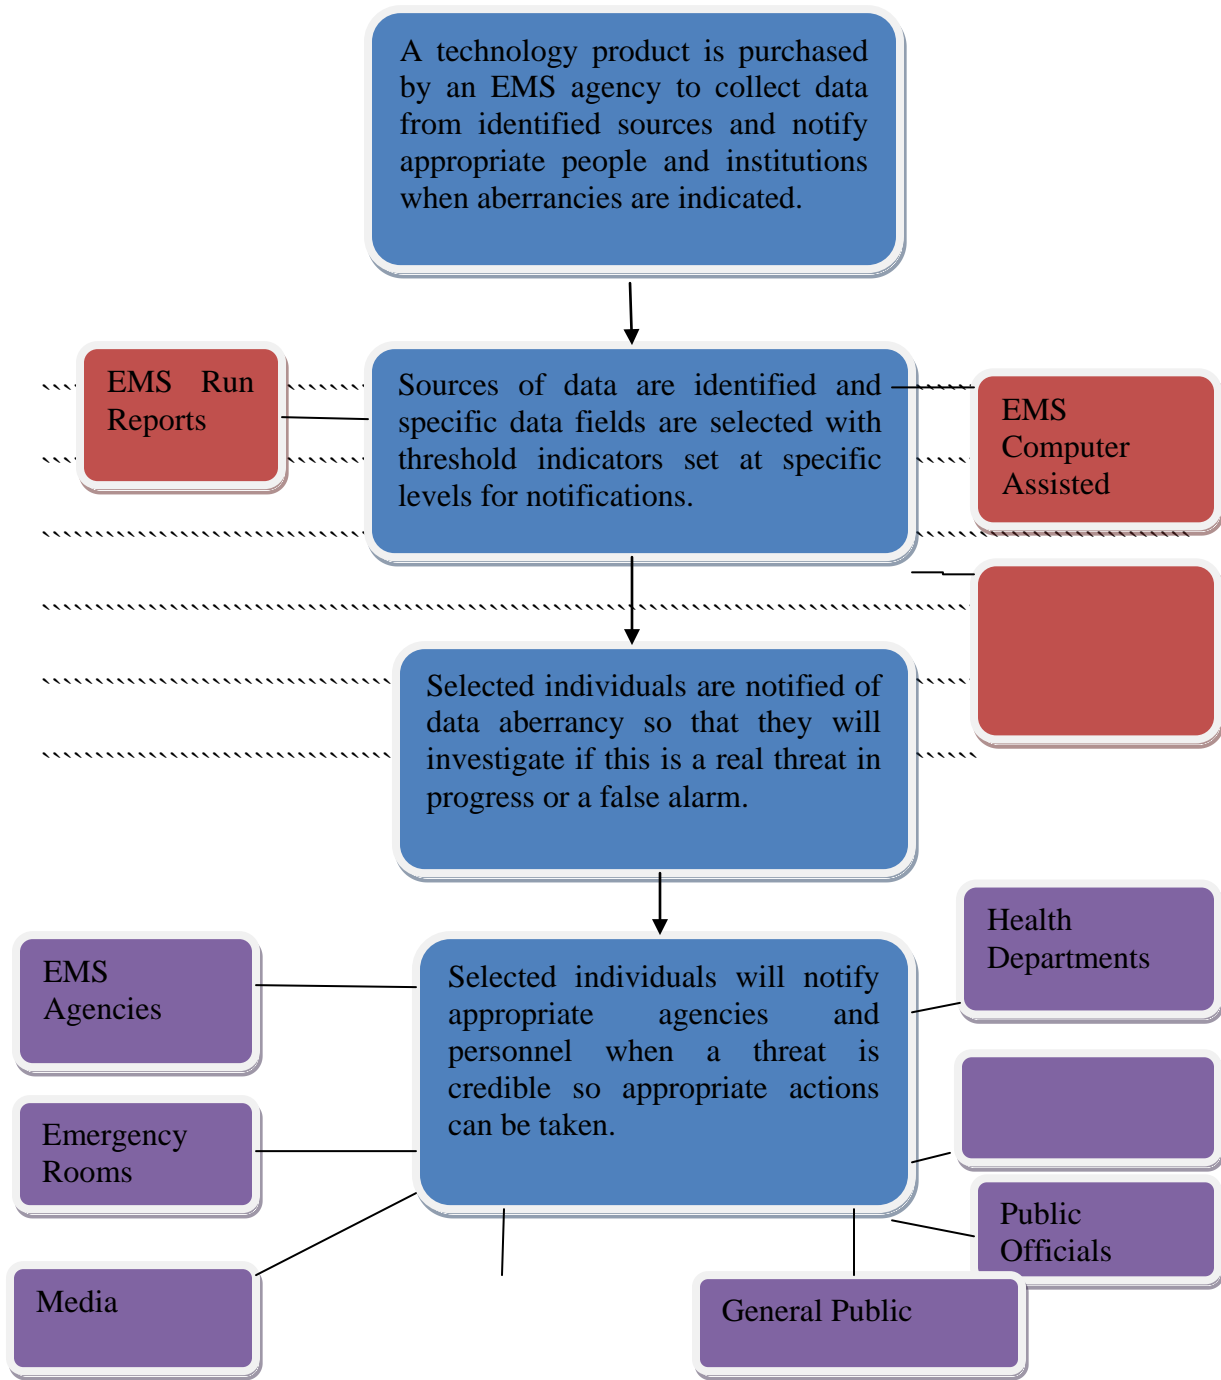 A technology product is purchased
by an EMS agency to collect data
from identified sources and notify
appropriate people and institutions
when aberrancies are indicated.
EMS Run
Reports
Sources of data are identified and
specific data fields are selected with
threshold indicators set at specific
levels for notifications.
EMS
Computer
Assisted
Selected individuals are notified of
data aberrancy so that they will
investigate if this is a real threat in
progress or a false alarm.
EMS
Agencies
Selected individuals will notify
appropriate agencies and
personnel when a threat is
credible so appropriate actions
can be taken.
Health
Departments
Emergency
Rooms
Public
Officials
Media
General Public